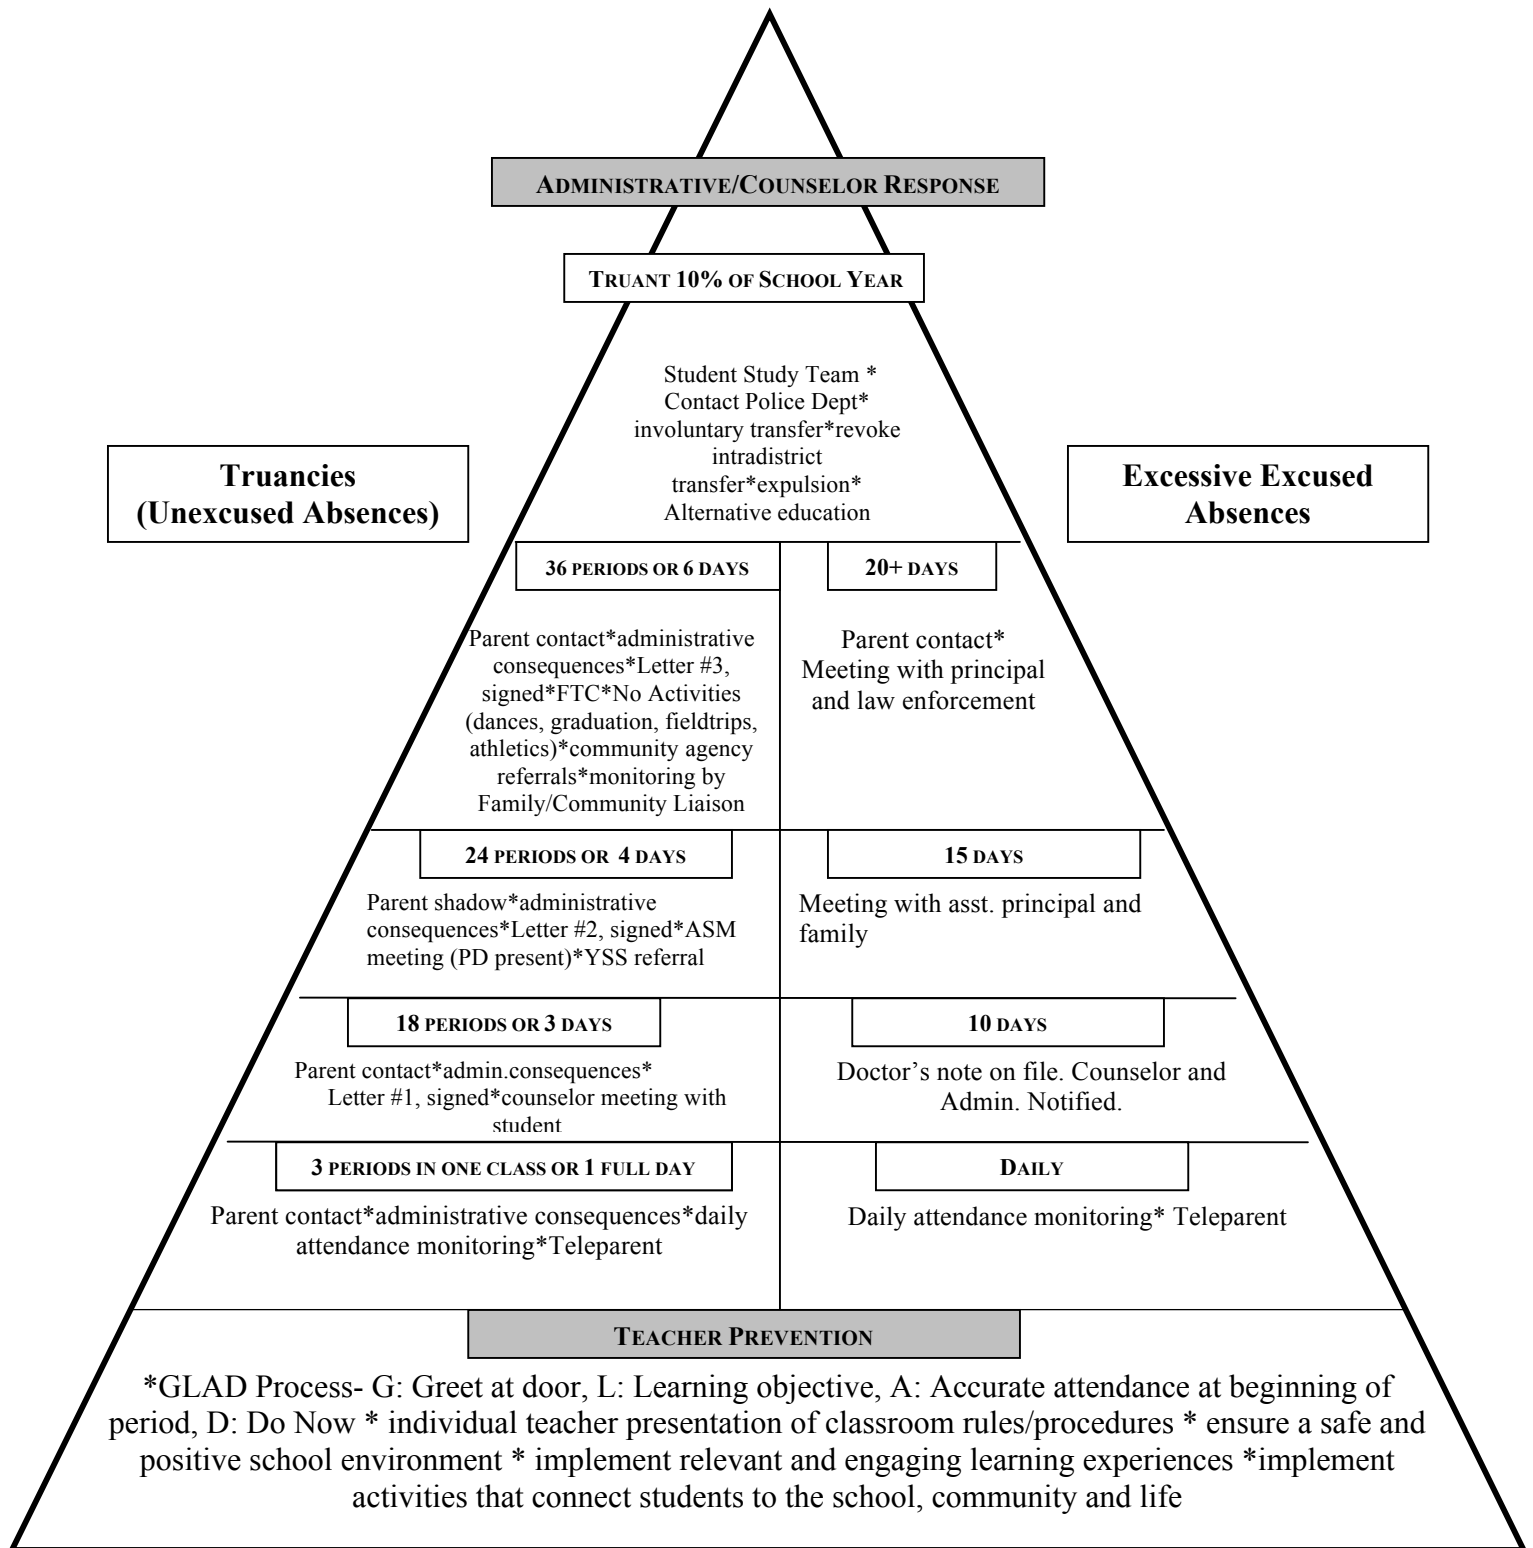 ADMINISTRATIVE/COUNSELOR RESPONSE
TRUANT 10% OF SCHOOL YEAR
Student Study Team *
Contact Police Dept*
involuntary transfer*revoke
intradistrict
transfer*expulsion*
Alternative education
Truancies
(Unexcused Absences)
Excessive Excused
Absences
36 PERIODS OR 6 DAYS
Parent contact*administrative
consequences*Letter #3,
signed*FTC*No Activities
(dances, graduation, fieldtrips,
athletics)*community agency
referrals*monitoring by
Family/Community Liaison
20+ DAYS
Parent contact*
Meeting with principal
and law enforcement
24 PERIODS OR 4 DAYS
Parent shadow*administrative
consequences*Letter #2, signed*ASM
meeting (PD present)*YSS referral
15 DAYS
Meeting with asst. principal and
family
18 PERIODS OR 3 DAYS
Parent contact*admin.consequences*
Letter #1, signed*counselor meeting with
student
10 DAYS
Doctor’s note on file. Counselor and
Admin. Notified.
3 PERIODS IN ONE CLASS OR 1 FULL DAY
Parent contact*administrative consequences*daily
attendance monitoring*Teleparent
DAILY
Daily attendance monitoring* Teleparent
TEACHER PREVENTION
*GLAD Process- G: Greet at door, L: Learning objective, A: Accurate attendance at beginning of
period, D: Do Now * individual teacher presentation of classroom rules/procedures * ensure a safe and
positive school environment * implement relevant and engaging learning experiences *implement
activities that connect students to the school, community and life